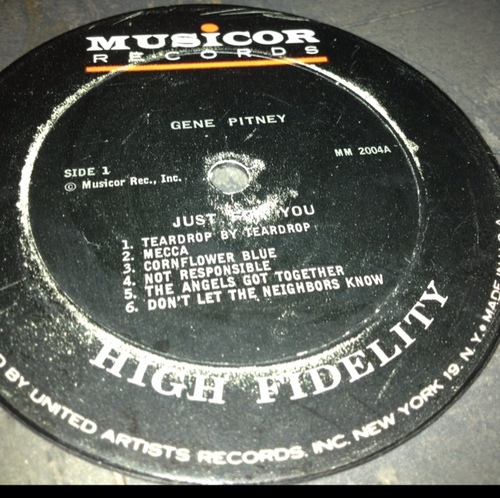 MUSICOR
RECORDS
GENE PITNEY
MM 2004A
SIDE 1
© Musicor Rec., Inc.
JUST FOR YOU
1. TEARDROP BY TEARDROP
2. MECCA
3. CORNFLOWER BLUE
4. NOT RESPONSIBLE
5. THE ANGELS GOT TOGETHER
6. DON'T LET THE NEIGHBORS KNOW
HIGH FIDELITY
BY UNITED ARTISTS RECORDS, INC. NEW YORK 19, N.Y. • MADE